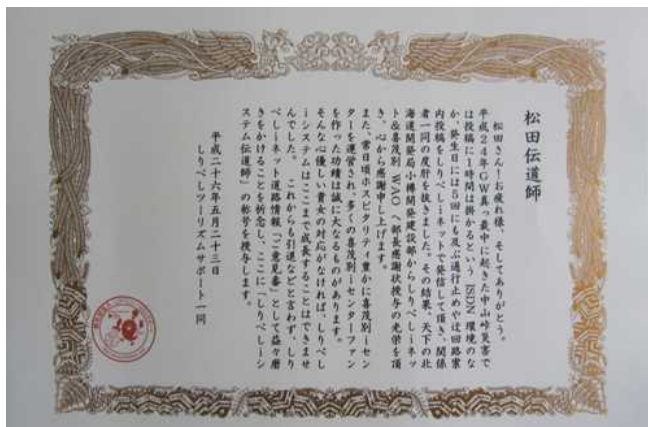 松田伝道師
松田さん!お疲れ様、そしてありがとう。
平成24年GW真っ最中に起きた中山峠災害で
は投稿に1時間は掛かるという ISDN 環境のな
か、発生日には5回にも及ぶ通行止めや迂回路案
内投稿をしりべしiネットで発信して頂き、関係
者一同の度肝を抜きました。その結果、天下の北
海道開発局小樽開発建設部からしりべしiネッ
ト&喜茂別 WAO へ部長感謝状授与の光栄を頂
き、心から感謝申し上げます。
また、常日頃ホスピタリティ豊かに喜茂別iセン
ターを運営され、多くの喜茂別iセンターファン
を作った功績は誠に大なるものがあります。
そんな心優しい貴女の対応がなければ、しりべし
iシステムはここまで成長することはできませ
んでした。 これからも引退などと言わず、しり
べしiネット道路情報「ご意見番」として益々磨
きをかけることを祈念し、ここに「しりべしiシ
ステム伝道師」の称号を授与します。
平成二十六年五月二十三日
しりべしツーリズムサポート一同